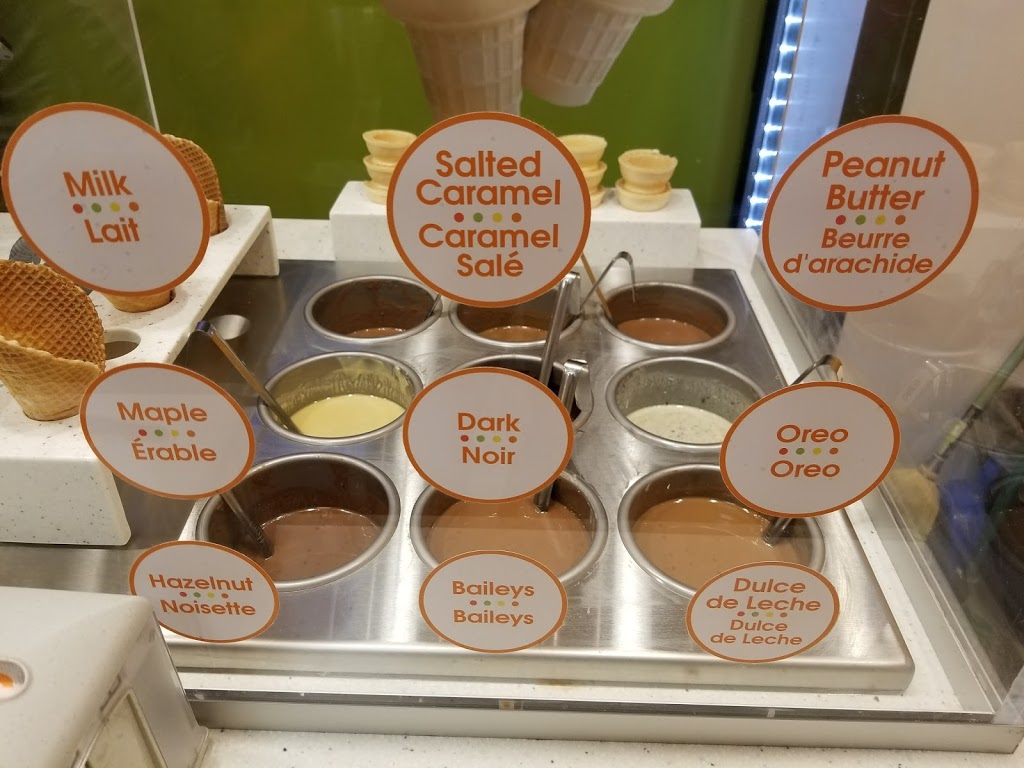 Milk
Lait
Salted
Caramel
Caramel
Salé
Peanut
Butter
Beurre
d'arachide
Maple
Érable
Dark
Noir
Oreo
Oreo
Hazelnut
Noisette
Baileys
Baileys
Dulce
de Leche
Dulce
de Leche